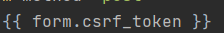 {{ form.csrf_token }}